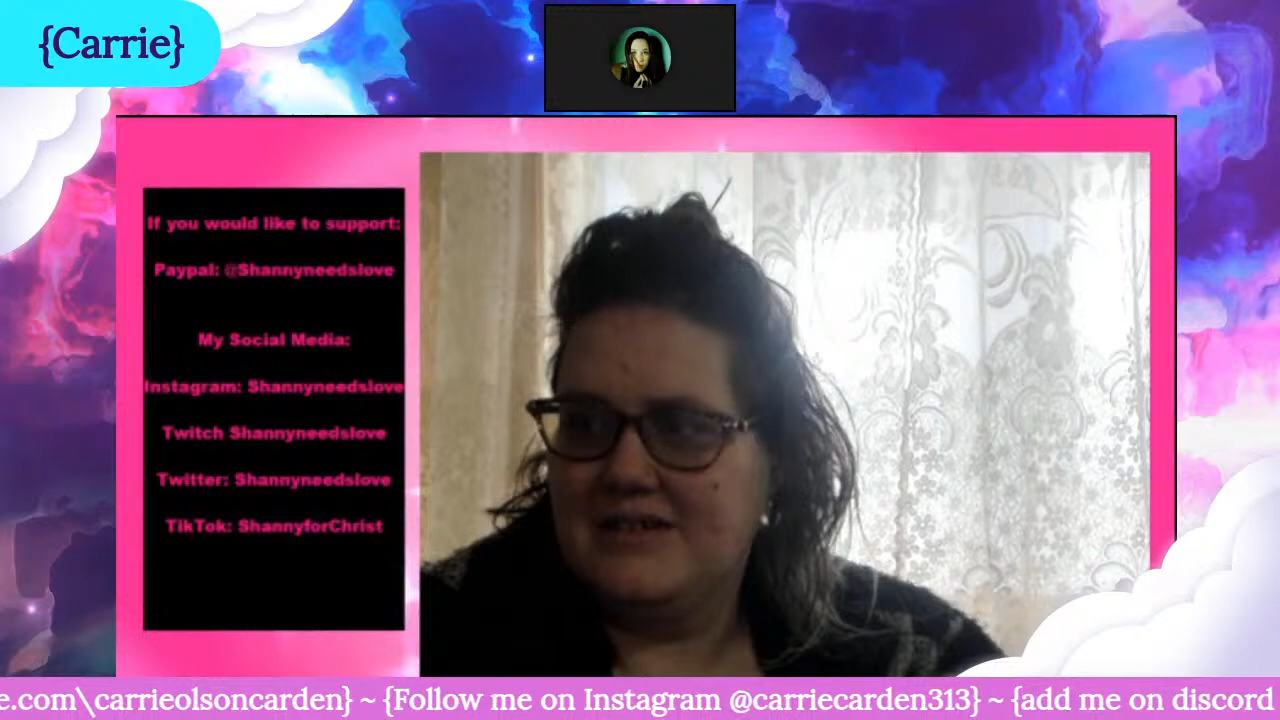 {Carrie}
If you would like to support:
Paypal: @Shannyneedslove
My Social Media:
Instagram: Shannyneedslove
Twitch Shannyneedslove
Twitter: Shannyneedslove
TikTok: ShannyforChrist
e.com\carrieolsoncarden} ~ {Follow me on Instagram @carriecarden313} ~ {add me on discord